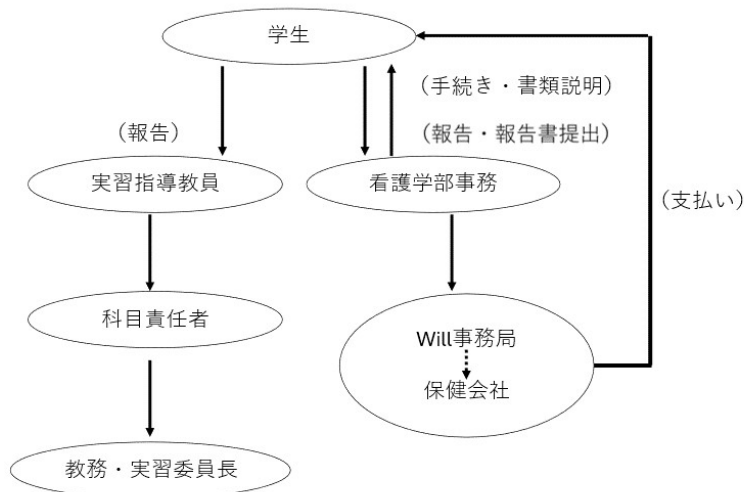 学生
(手続き・書類説明)
(報告)
(報告・報告書提出)
実習指導教員
看護学部事務
(支払い)
科目責任者
Will事務局
保健会社
教務・実習委員長